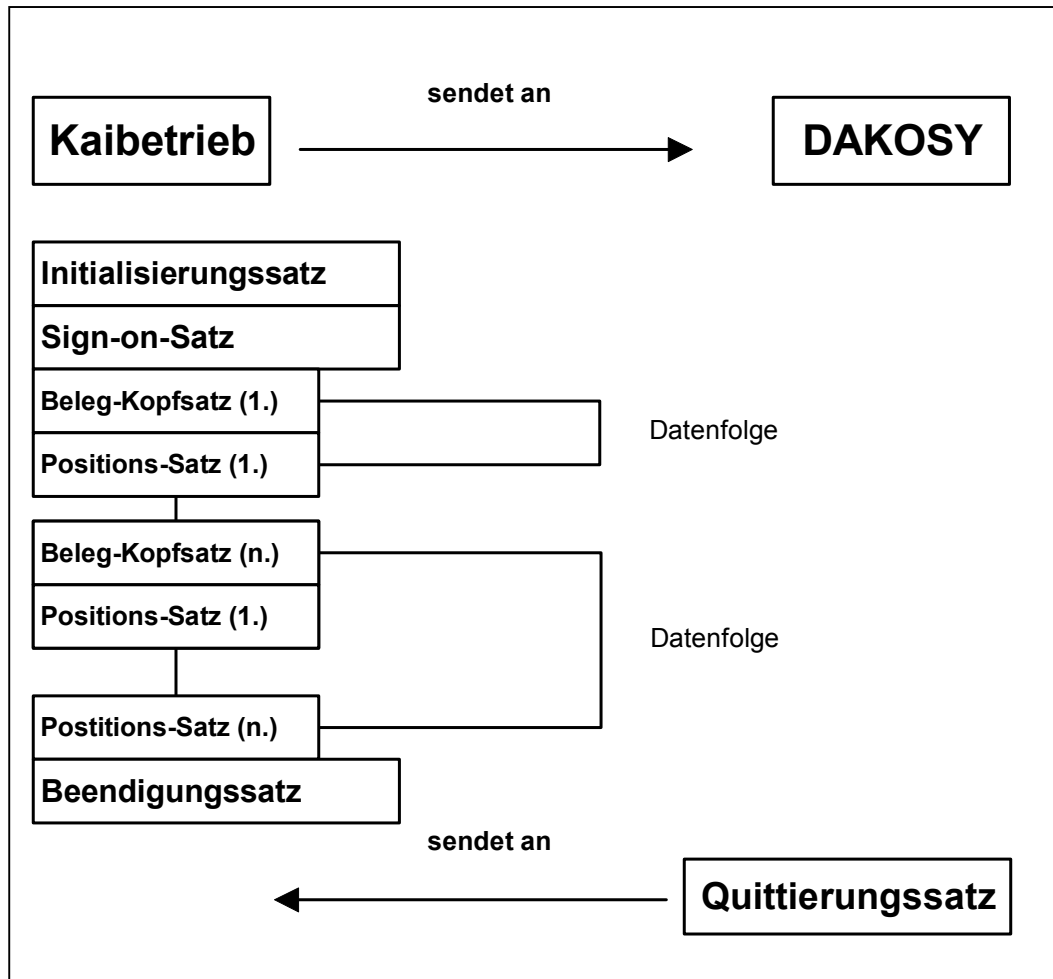 sendet an
Kaibetrieb
DAKOSY
Initialisierungssatz
Sign-on-Satz
Beleg-Kopfsatz (1.)
Datenfolge
Positions-Satz (1.)
Beleg-Kopfsatz (n.)
Positions-Satz (1.)
Datenfolge
Postitions-Satz (n.)
Beendigungssatz
sendet an
Quittierungssatz